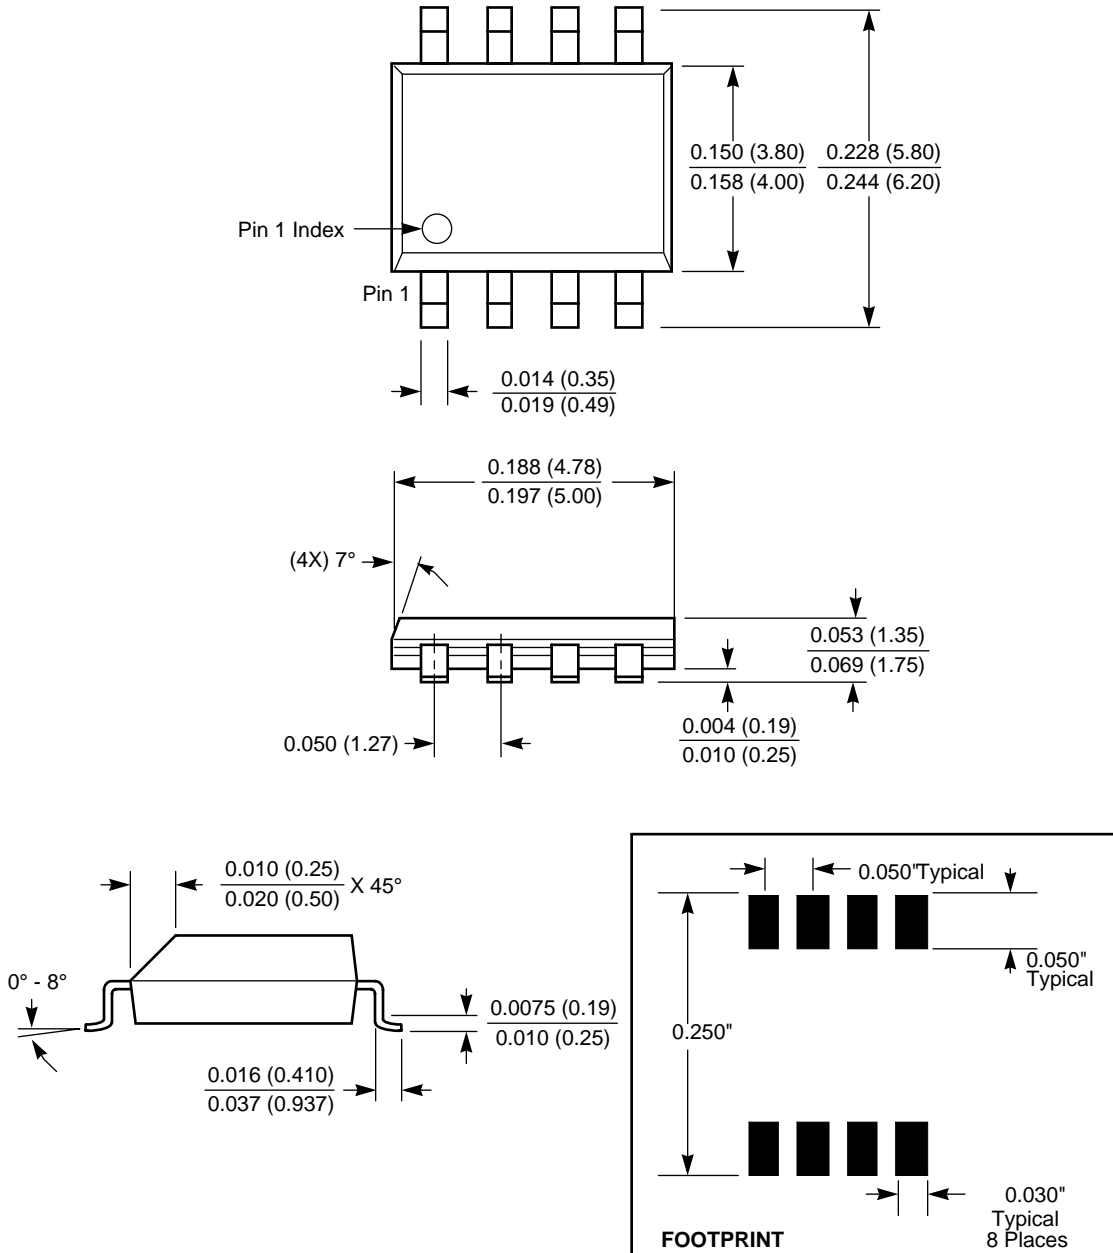 0.150 (3.80)
0.158 (4.00)
0.228 (5.80)
0.244 (6.20)
Pin 1 Index
Pin 1
0.014 (0.35)
0.019 (0.49)
0.188 (4.78)
0.197 (5.00)
(4X) 7°
0.053 (1.35)
0.069 (1.75)
0.004 (0.19)
0.010 (0.25)
0.050 (1.27)
0.010 (0.25)
0.020 (0.50)
X 45°
0° - 8°
0.0075 (0.19)
0.010 (0.25)
0.016 (0.410)
0.037 (0.937)
0.050"Typical
0.050"
Typical
0.250"
0.030"
Typical
8 Places
FOOTPRINT